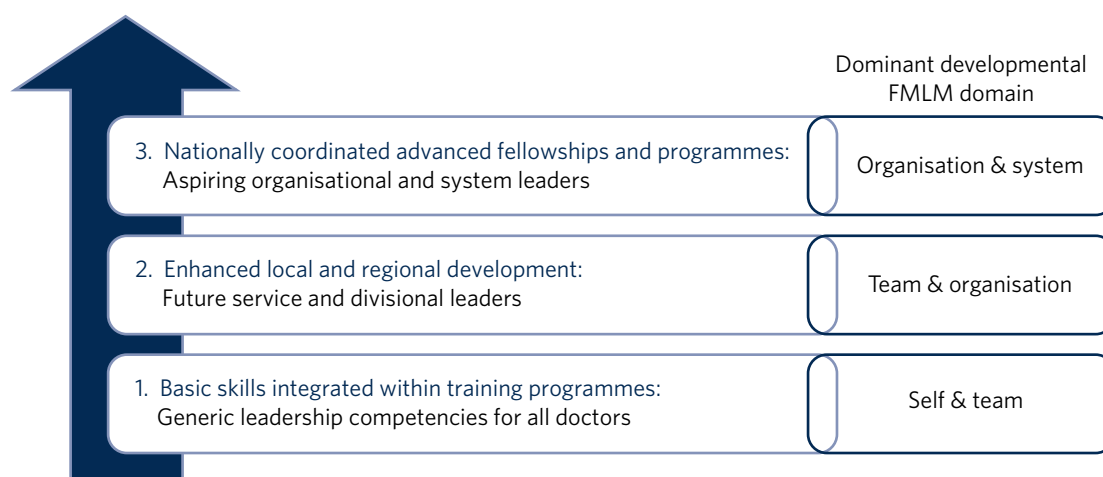 Dominant developmental
FMLM domain
3. Nationally coordinated advanced fellowships and programmes:
Aspiring organisational and system leaders
Organisation & system
2. Enhanced local and regional development:
Future service and divisional leaders
Team & organisation
1. Basic skills integrated within training programmes:
Generic leadership competencies for all doctors
Self & team